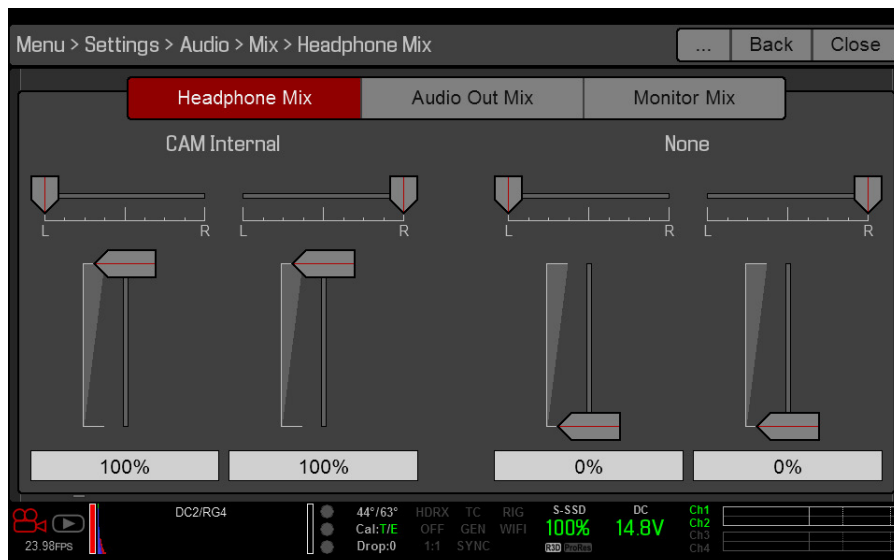 Menu > Settings > Audio > Mix > Headphone Mix ... Back Close
Headphone Mix Audio Out Mix Monitor Mix
CAM Internal None
L R L R L R L R
100% 100% 0% 0%
DC2/RG4 44°/63° HDRX TC RIG S-SSD DC Ch1
Cal:T/E OFF GEN WIFI 100% 14.8V Ch2
23.98FPS Drop:0 1:1 SYNC R3D ProRes Ch3
Ch4